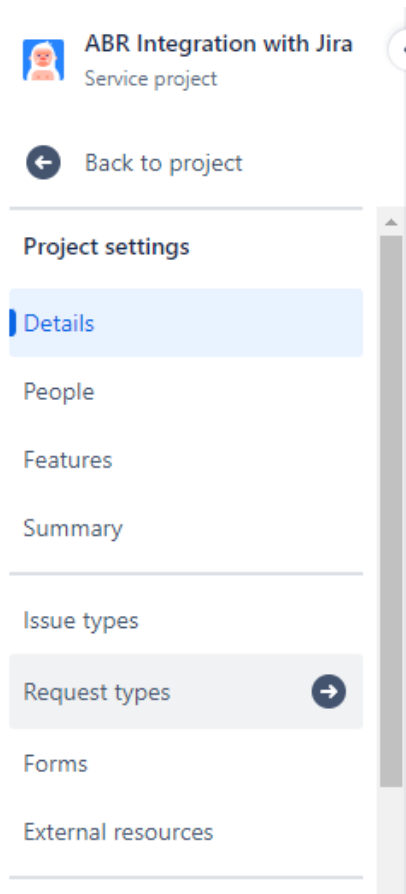 ABR Integration with Jira
Service project
Back to project
Project settings
Details
People
Features
Summary
Issue types
Request types
Forms
External resources